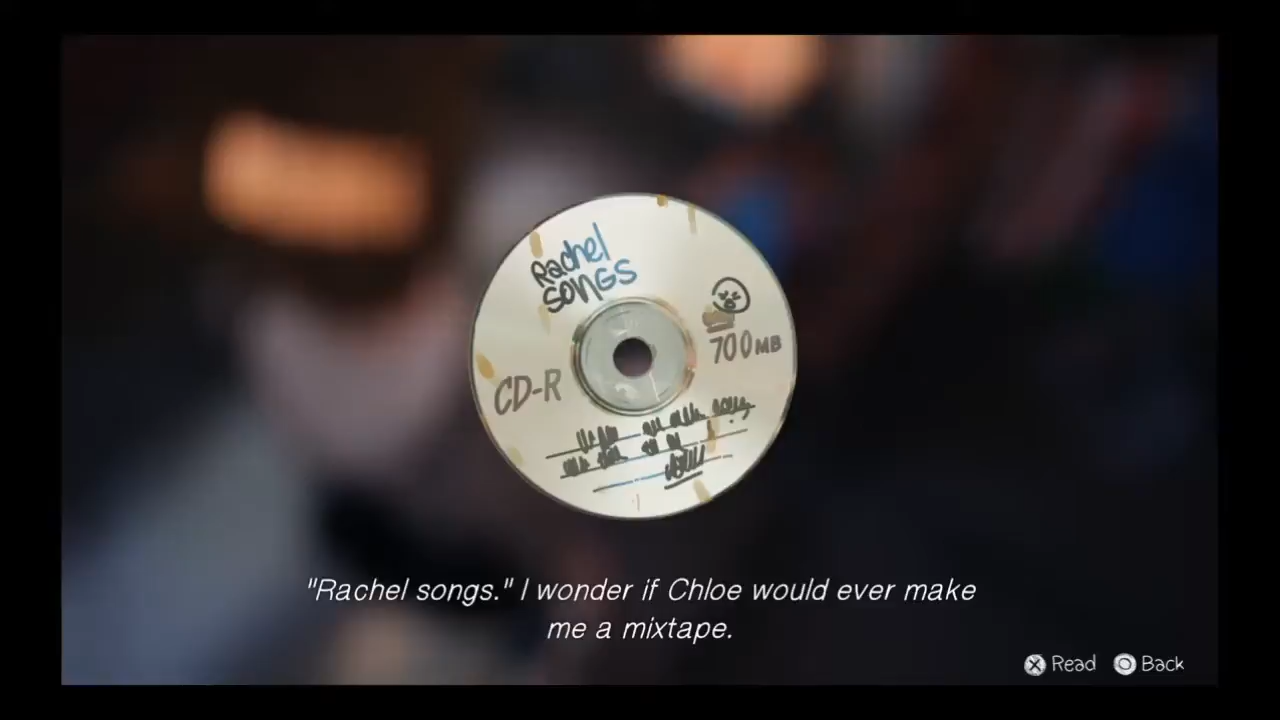 Rachel
SONGS
700MB
CD-R
"Rachel songs." I wonder if Chloe would ever make
me a mixtape.
Read
Back